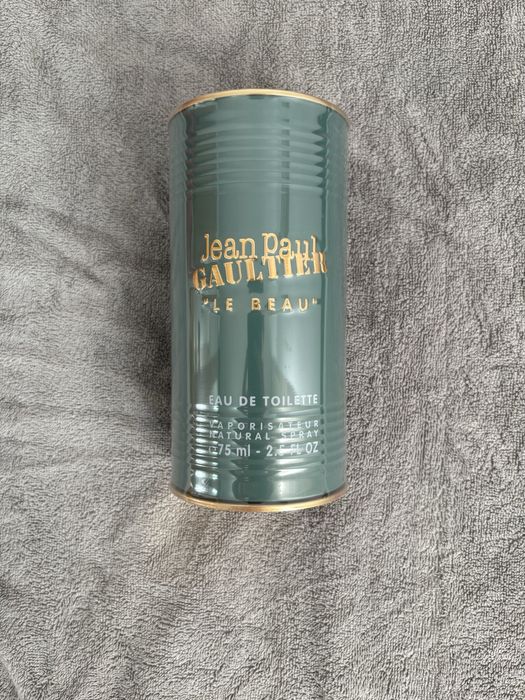 Jean Paul
GAULTIER
"LE BEAU"
EAU DE TOILETTE
VAPORISATEUR
NATURAL SPRAY
℮75 ml - 2.5 FL OZ